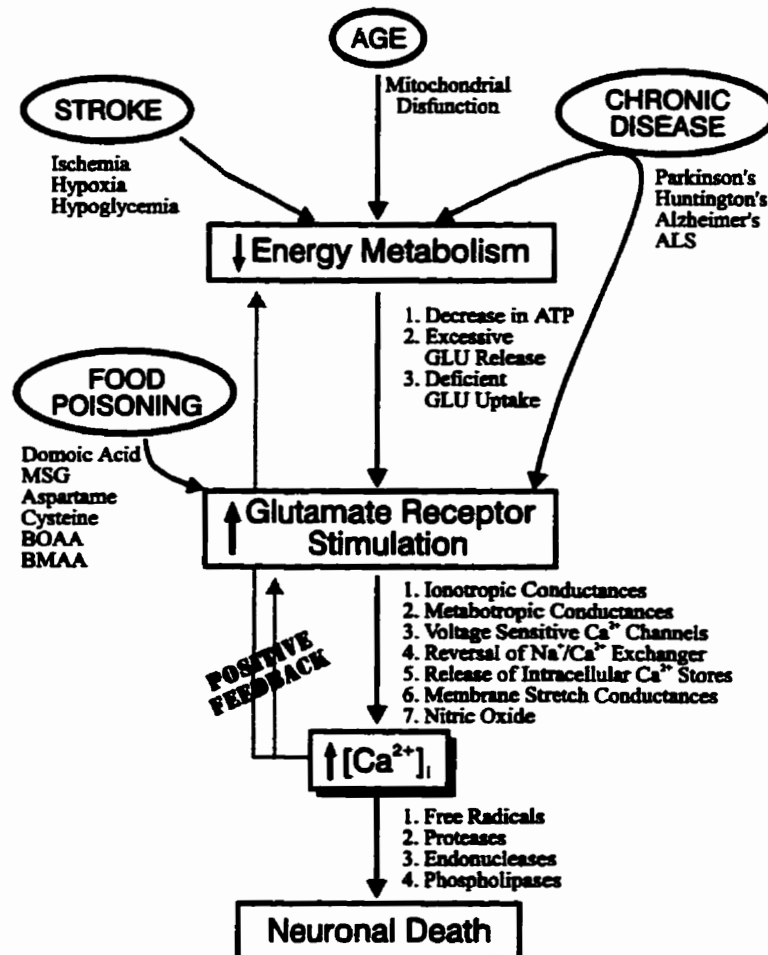 AGE
Mitochondrial
Disfunction
STROKE
Ischemia
Hypoxia
Hypoglycemia
CHRONIC
DISEASE
Parkinson's
Huntington's
Alzheimer's
ALS
↓ Energy Metabolism
1. Decrease in ATP
2. Excessive
GLU Release
3. Deficient
GLU Uptake
FOOD
POISONING
Domoic Acid
MSG
Aspartame
Cysteine
BOAA
BMAA
↑ Glutamate Receptor
Stimulation
1. Ionotropic Conductances
2. Metabotropic Conductances
3. Voltage Sensitive Ca²⁺ Channels
4. Reversal of Na⁺/Ca²⁺ Exchanger
5. Release of Intracellular Ca²⁺ Stores
6. Membrane Stretch Conductances
7. Nitric Oxide
POSITIVE
FEEDBACK
↑ [Ca²⁺]ᵢ
1. Free Radicals
2. Proteases
3. Endonucleases
4. Phospholipases
Neuronal Death